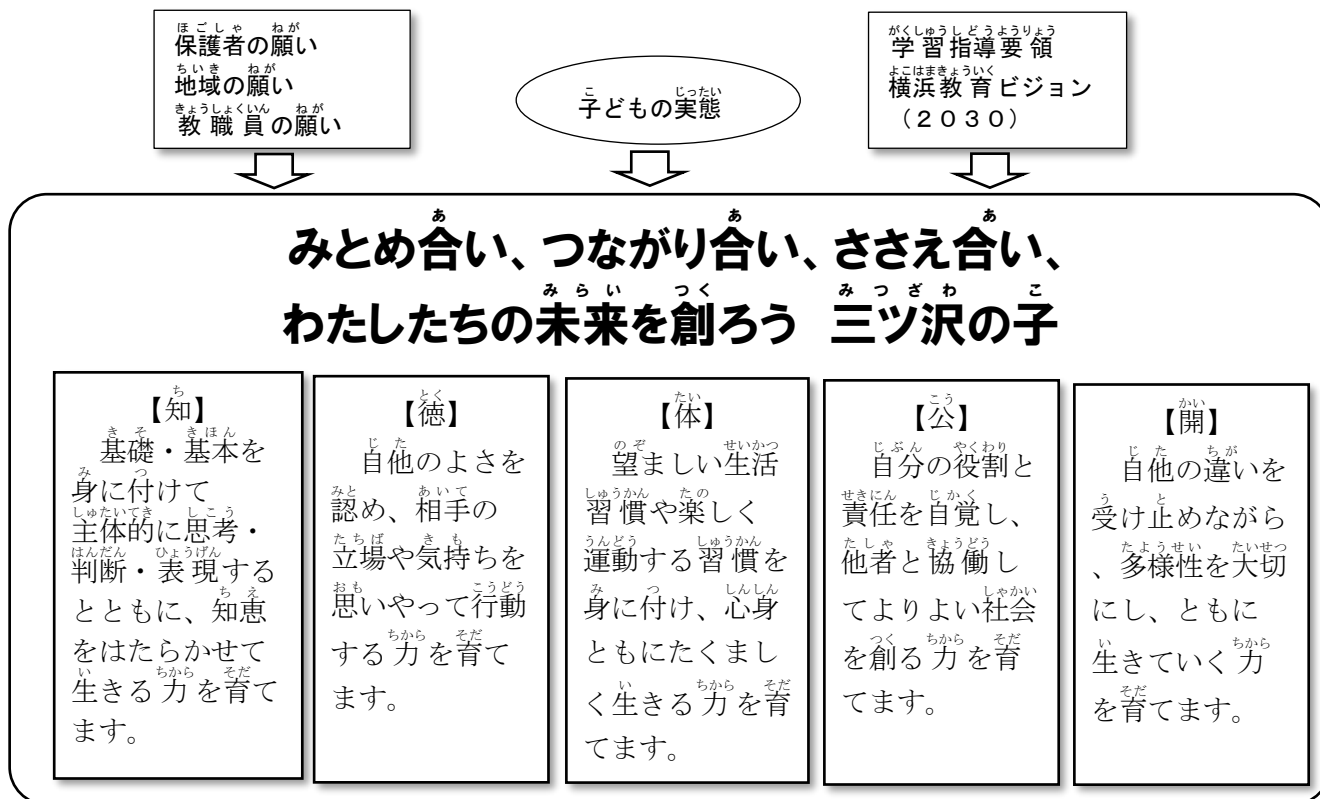 保護者の願い
地域の願い
教職員の願い
子どもの実態
学習指導要領
横浜教育ビジョン
（２０３０）
みとめ合い、つながり合い、ささえ合い、
わたしたちの未来を創ろう　三ツ沢の子
【知】
基礎・基本を
身に付けて
主体的に思考・
判断・表現する
とともに、知恵
をはたらかせて
生きる力を育て
ます。
【徳】
自他のよさを
認め、相手の
立場や気持ちを
思いやって行動
する力を育て
ます。
【体】
望ましい生活
習慣や楽しく
運動する習慣を
身に付け、心身
ともにたくまし
く生きる力を育
てます。
【公】
自分の役割と
責任を自覚し、
他者と協働し
てよりよい社会
を創る力を育
てます。
【開】
自他の違いを
受け止めながら
、多様性を大切
にし、ともに
生きていく力
を育てます。